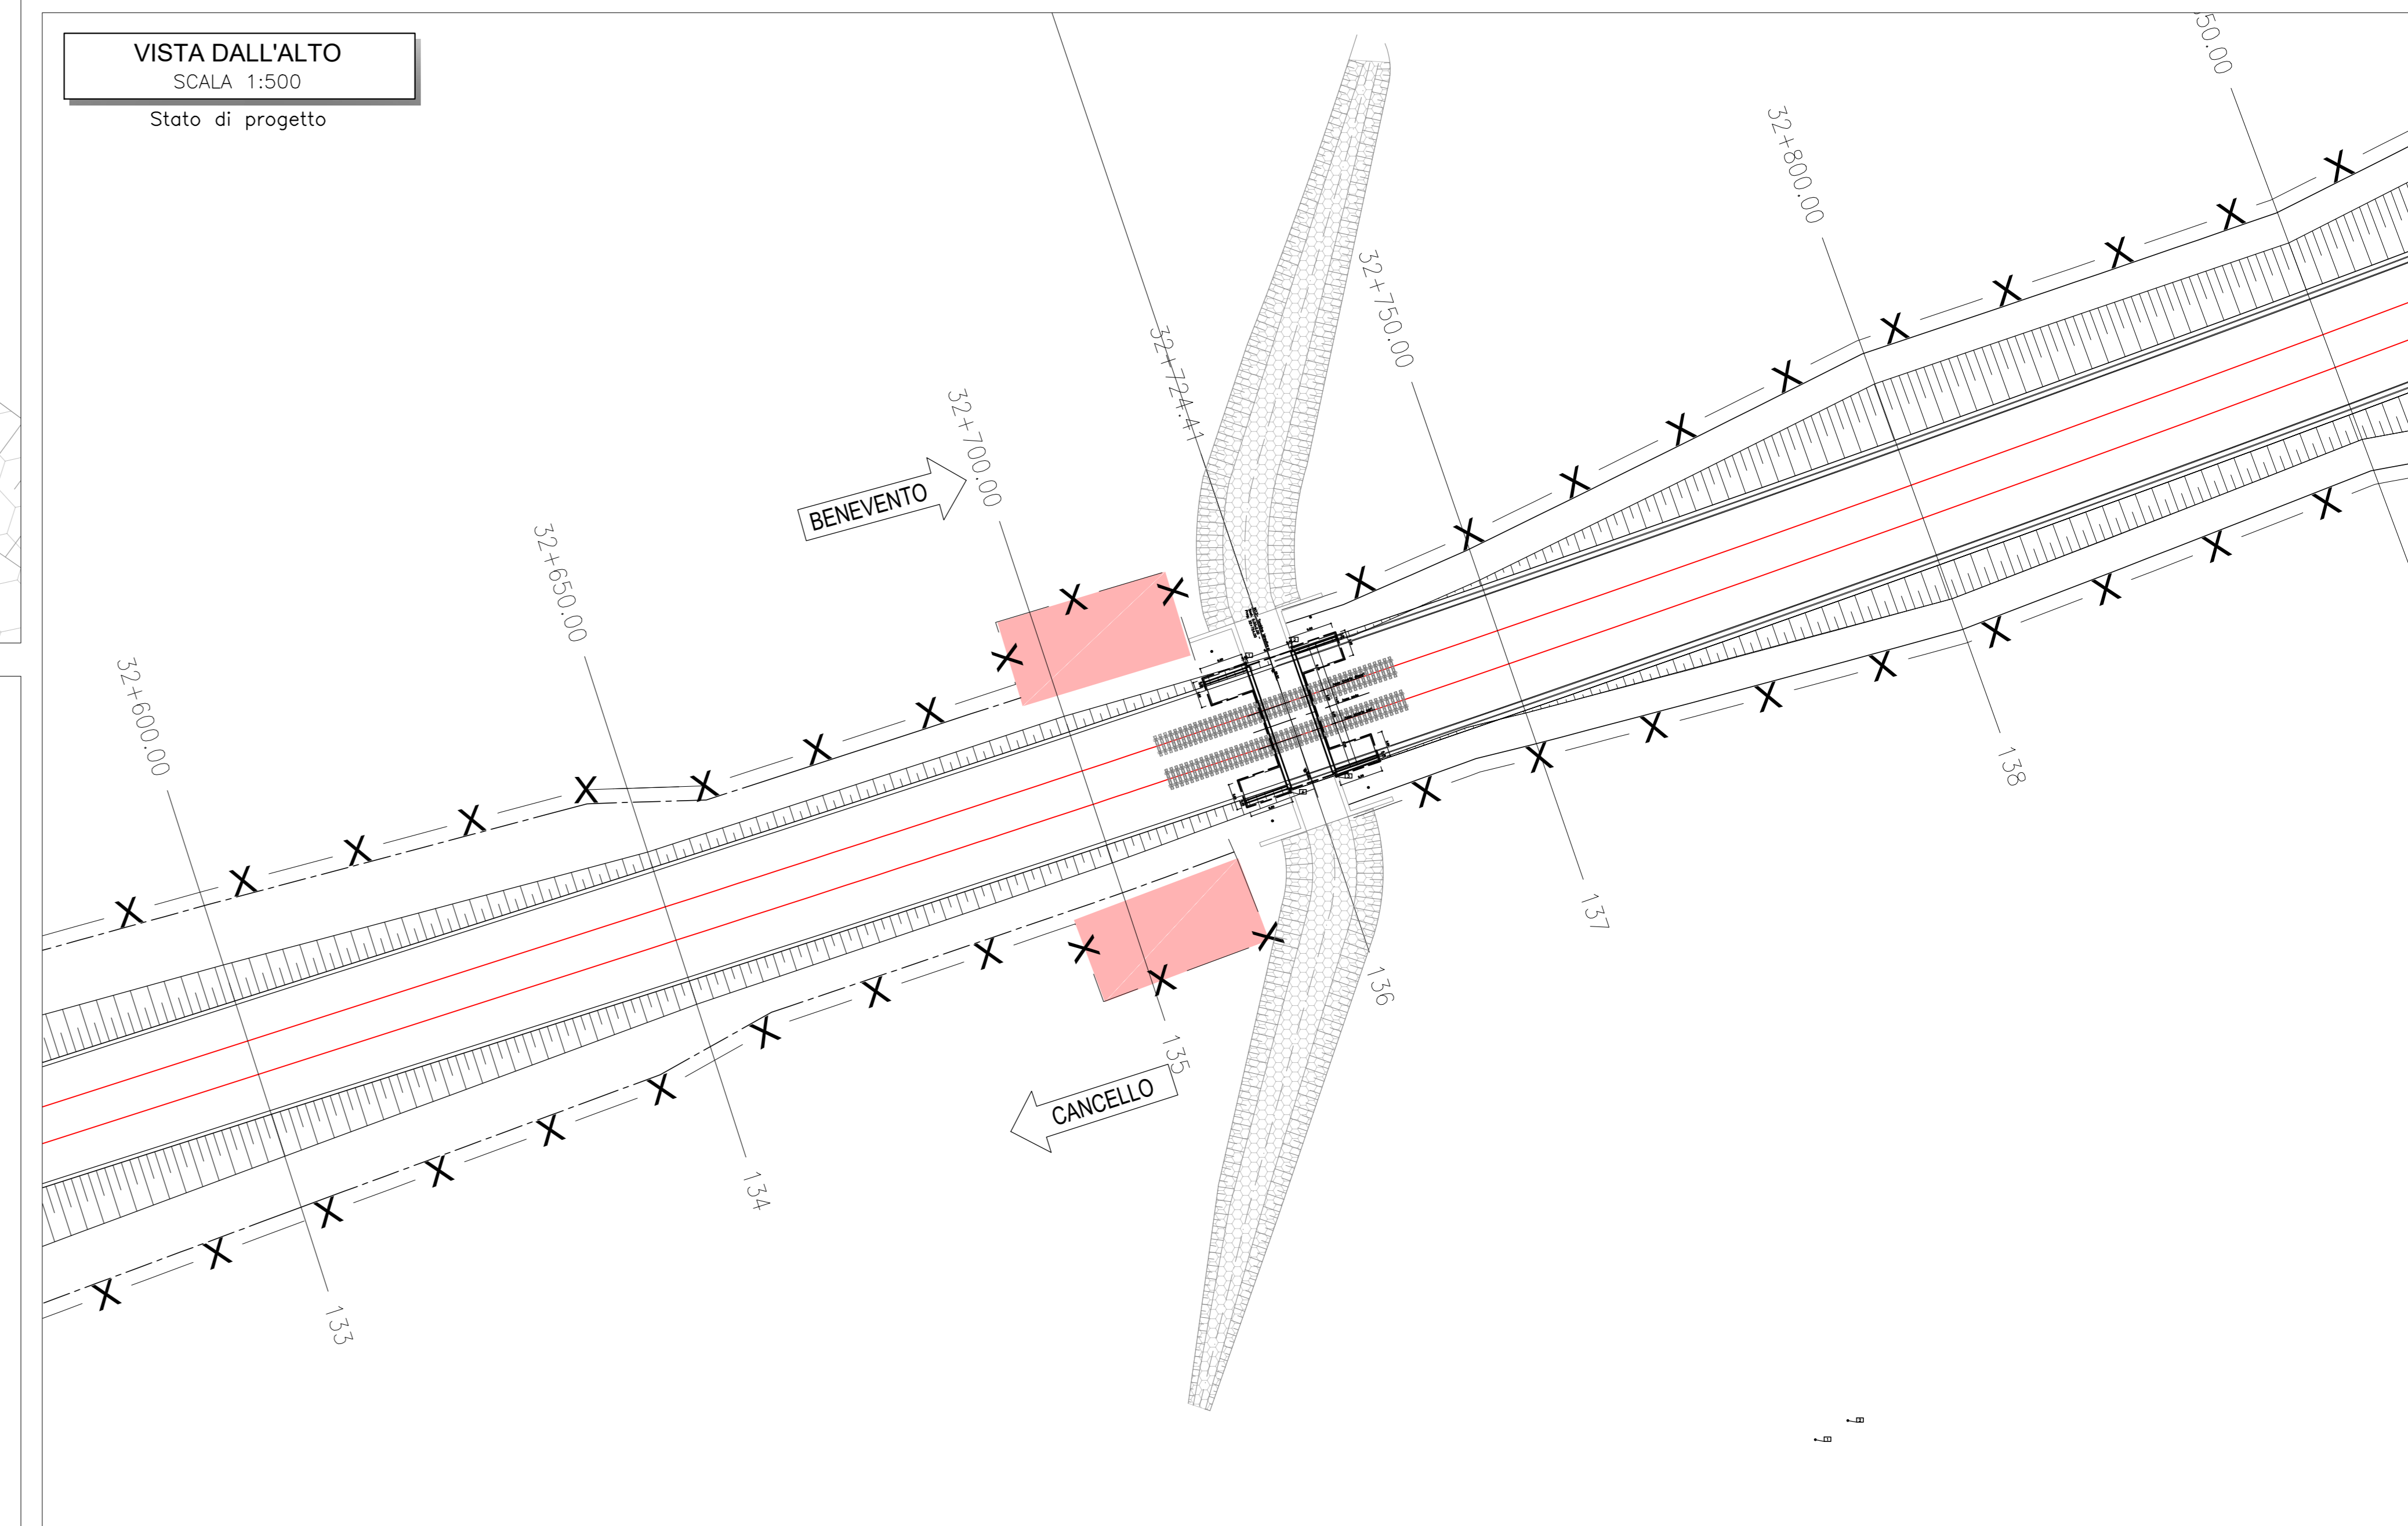 VISTA DALL'ALTO
SCALA 1:500
Stato di progetto
50.00
32+800.00
32+750.00
32+724.41
32+700.00
BENEVENTO
32+650.00
32+600.00
138
137
136
135
CANCELLO
134
133